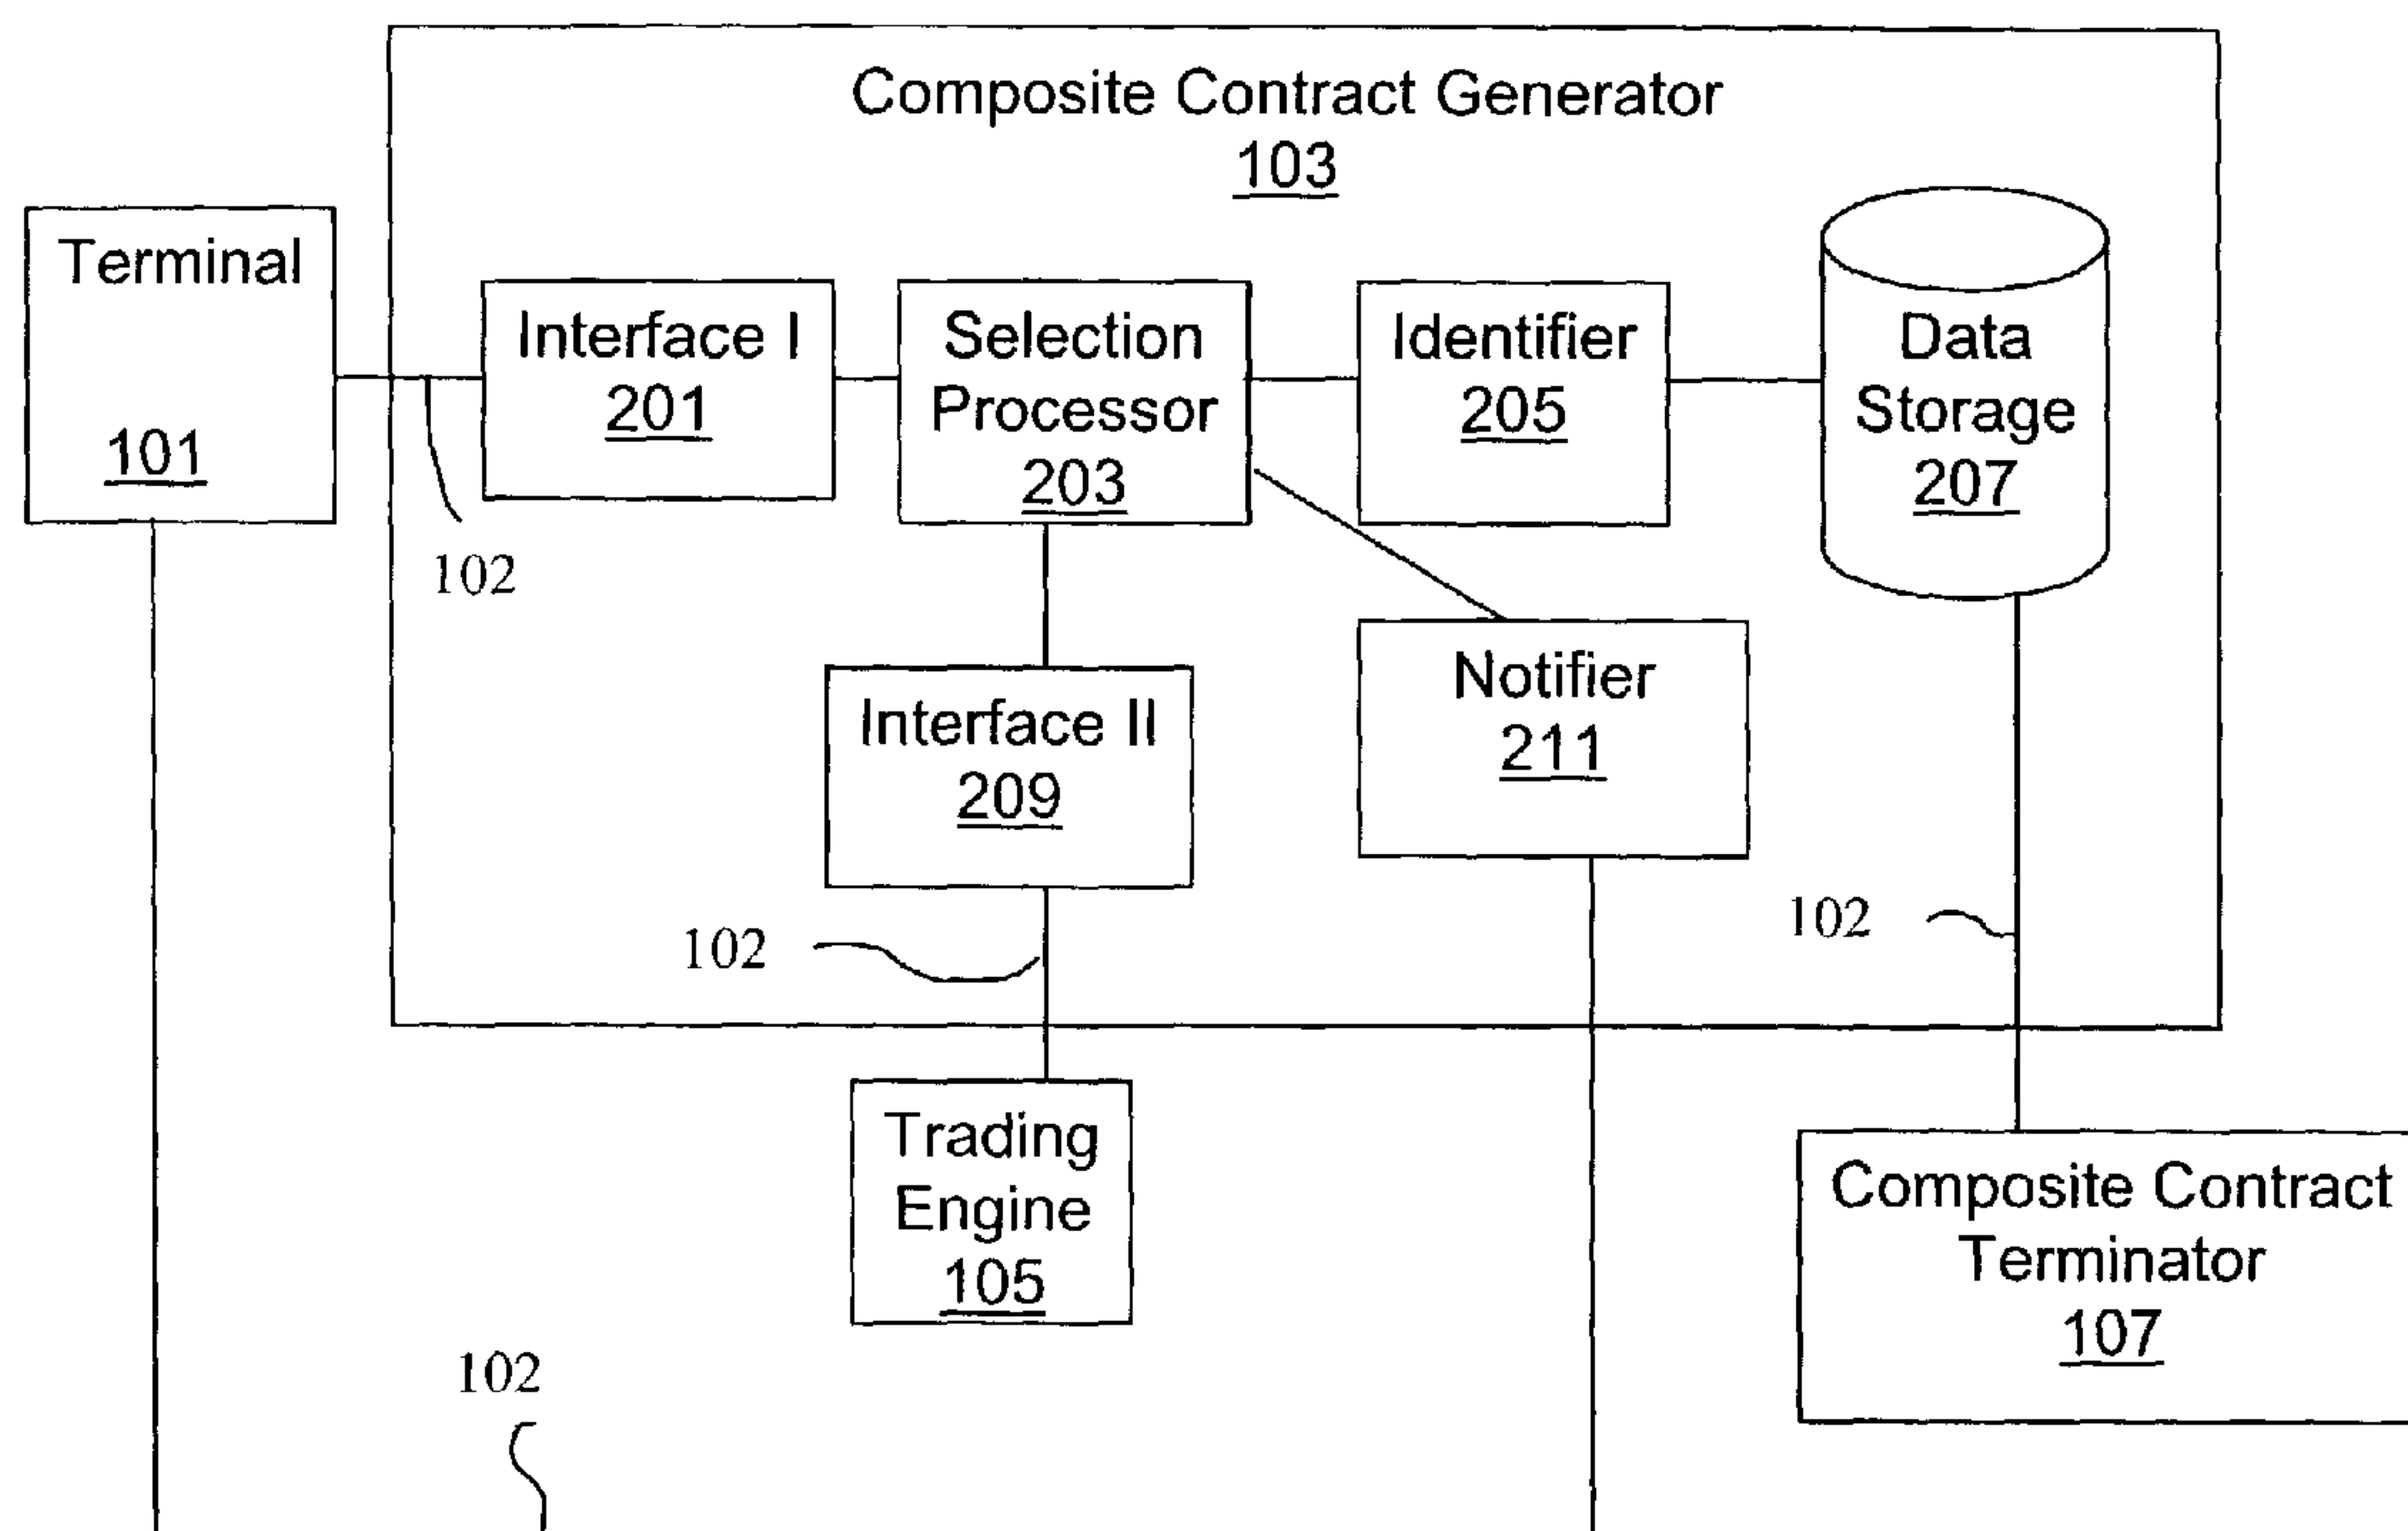 Composite Contract Generator
103
Terminal
101
102
Interface I
201
Selection
Processor
203
Identifier
205
Data
Storage
207
Interface II
209
Notifier
211
102
102
Trading
Engine
105
Composite Contract
Terminator
107
102